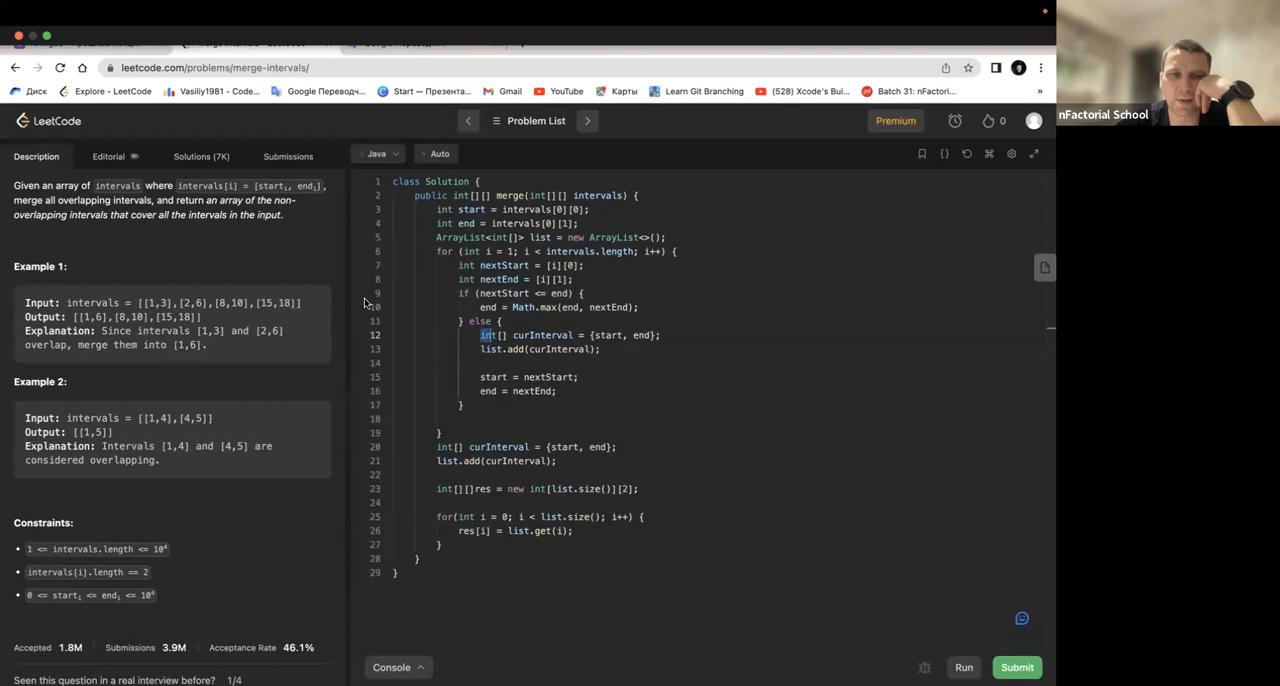 leetcode.com/problems/merge-intervals/
Диск
Explore - LeetCode
Vasiliy1981 - Code...
Google Переводч...
Start — Презента...
Gmail
YouTube
Карты
Learn Git Branching
(528) Xcode's Bui...
Batch 31: nFactori...
»
nFactorial School
LeetCode
Problem List
Premium
0
Description
Editorial
Solutions (7K)
Submissions
Java
Auto
Given an array of intervals where intervals[i] = [starti, endi],
merge all overlapping intervals, and return an array of the non-
overlapping intervals that cover all the intervals in the input.
Example 1:
Input: intervals = [[1,3],[2,6],[8,10],[15,18]]
Output: [[1,6],[8,10],[15,18]]
Explanation: Since intervals [1,3] and [2,6]
overlap, merge them into [1,6].
Example 2:
Input: intervals = [[1,4],[4,5]]
Output: [[1,5]]
Explanation: Intervals [1,4] and [4,5] are
considered overlapping.
Constraints:
• 1 <= intervals.length <= 10⁴
• intervals[i].length == 2
• 0 <= starti <= endi <= 10⁴
Accepted 1.8M
Submissions 3.9M
Acceptance Rate 46.1%
Seen this question in a real interview before? 1/4
1 class Solution {
2 public int[][] merge(int[][] intervals) {
3 int start = intervals[0][0];
4 int end = intervals[0][1];
5 ArrayList<int[]> list = new ArrayList<>();
6 for (int i = 1; i < intervals.length; i++) {
7 int nextStart = [i][0];
8 int nextEnd = [i][1];
9 if (nextStart <= end) {
10 end = Math.max(end, nextEnd);
11 } else {
12 int[] curInterval = {start, end};
13 list.add(curInterval);
14
15 start = nextStart;
16 end = nextEnd;
17 }
18
19 }
20 int[] curInterval = {start, end};
21 list.add(curInterval);
22
23 int[][]res = new int[list.size()][2];
24
25 for(int i = 0; i < list.size(); i++) {
26 res[i] = list.get(i);
27 }
28 }
29 }
Console
Run
Submit